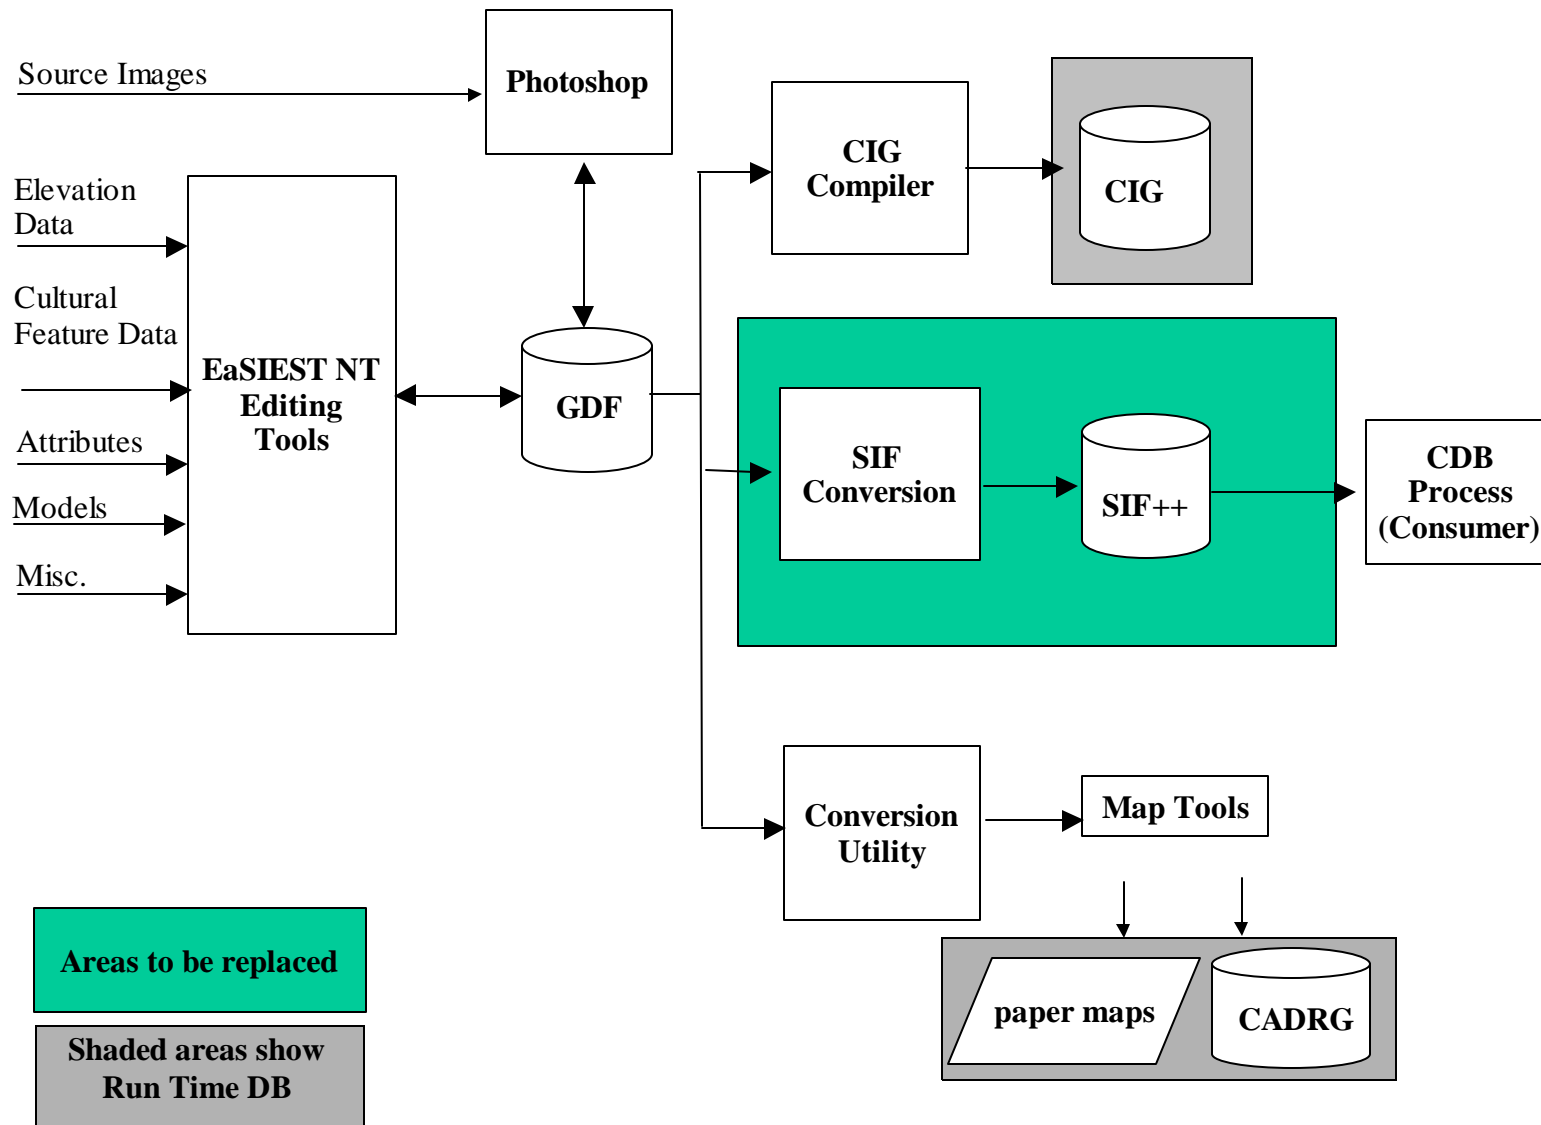 Source Images
Photoshop
Elevation
Data
Cultural
Feature Data
Attributes
Models
Misc.
EaSIEST NT
Editing
Tools
GDF
CIG
Compiler
CIG
SIF
Conversion
SIF++
CDB
Process
(Consumer)
Conversion
Utility
Map Tools
paper maps
CADRG
Areas to be replaced
Shaded areas show
Run Time DB